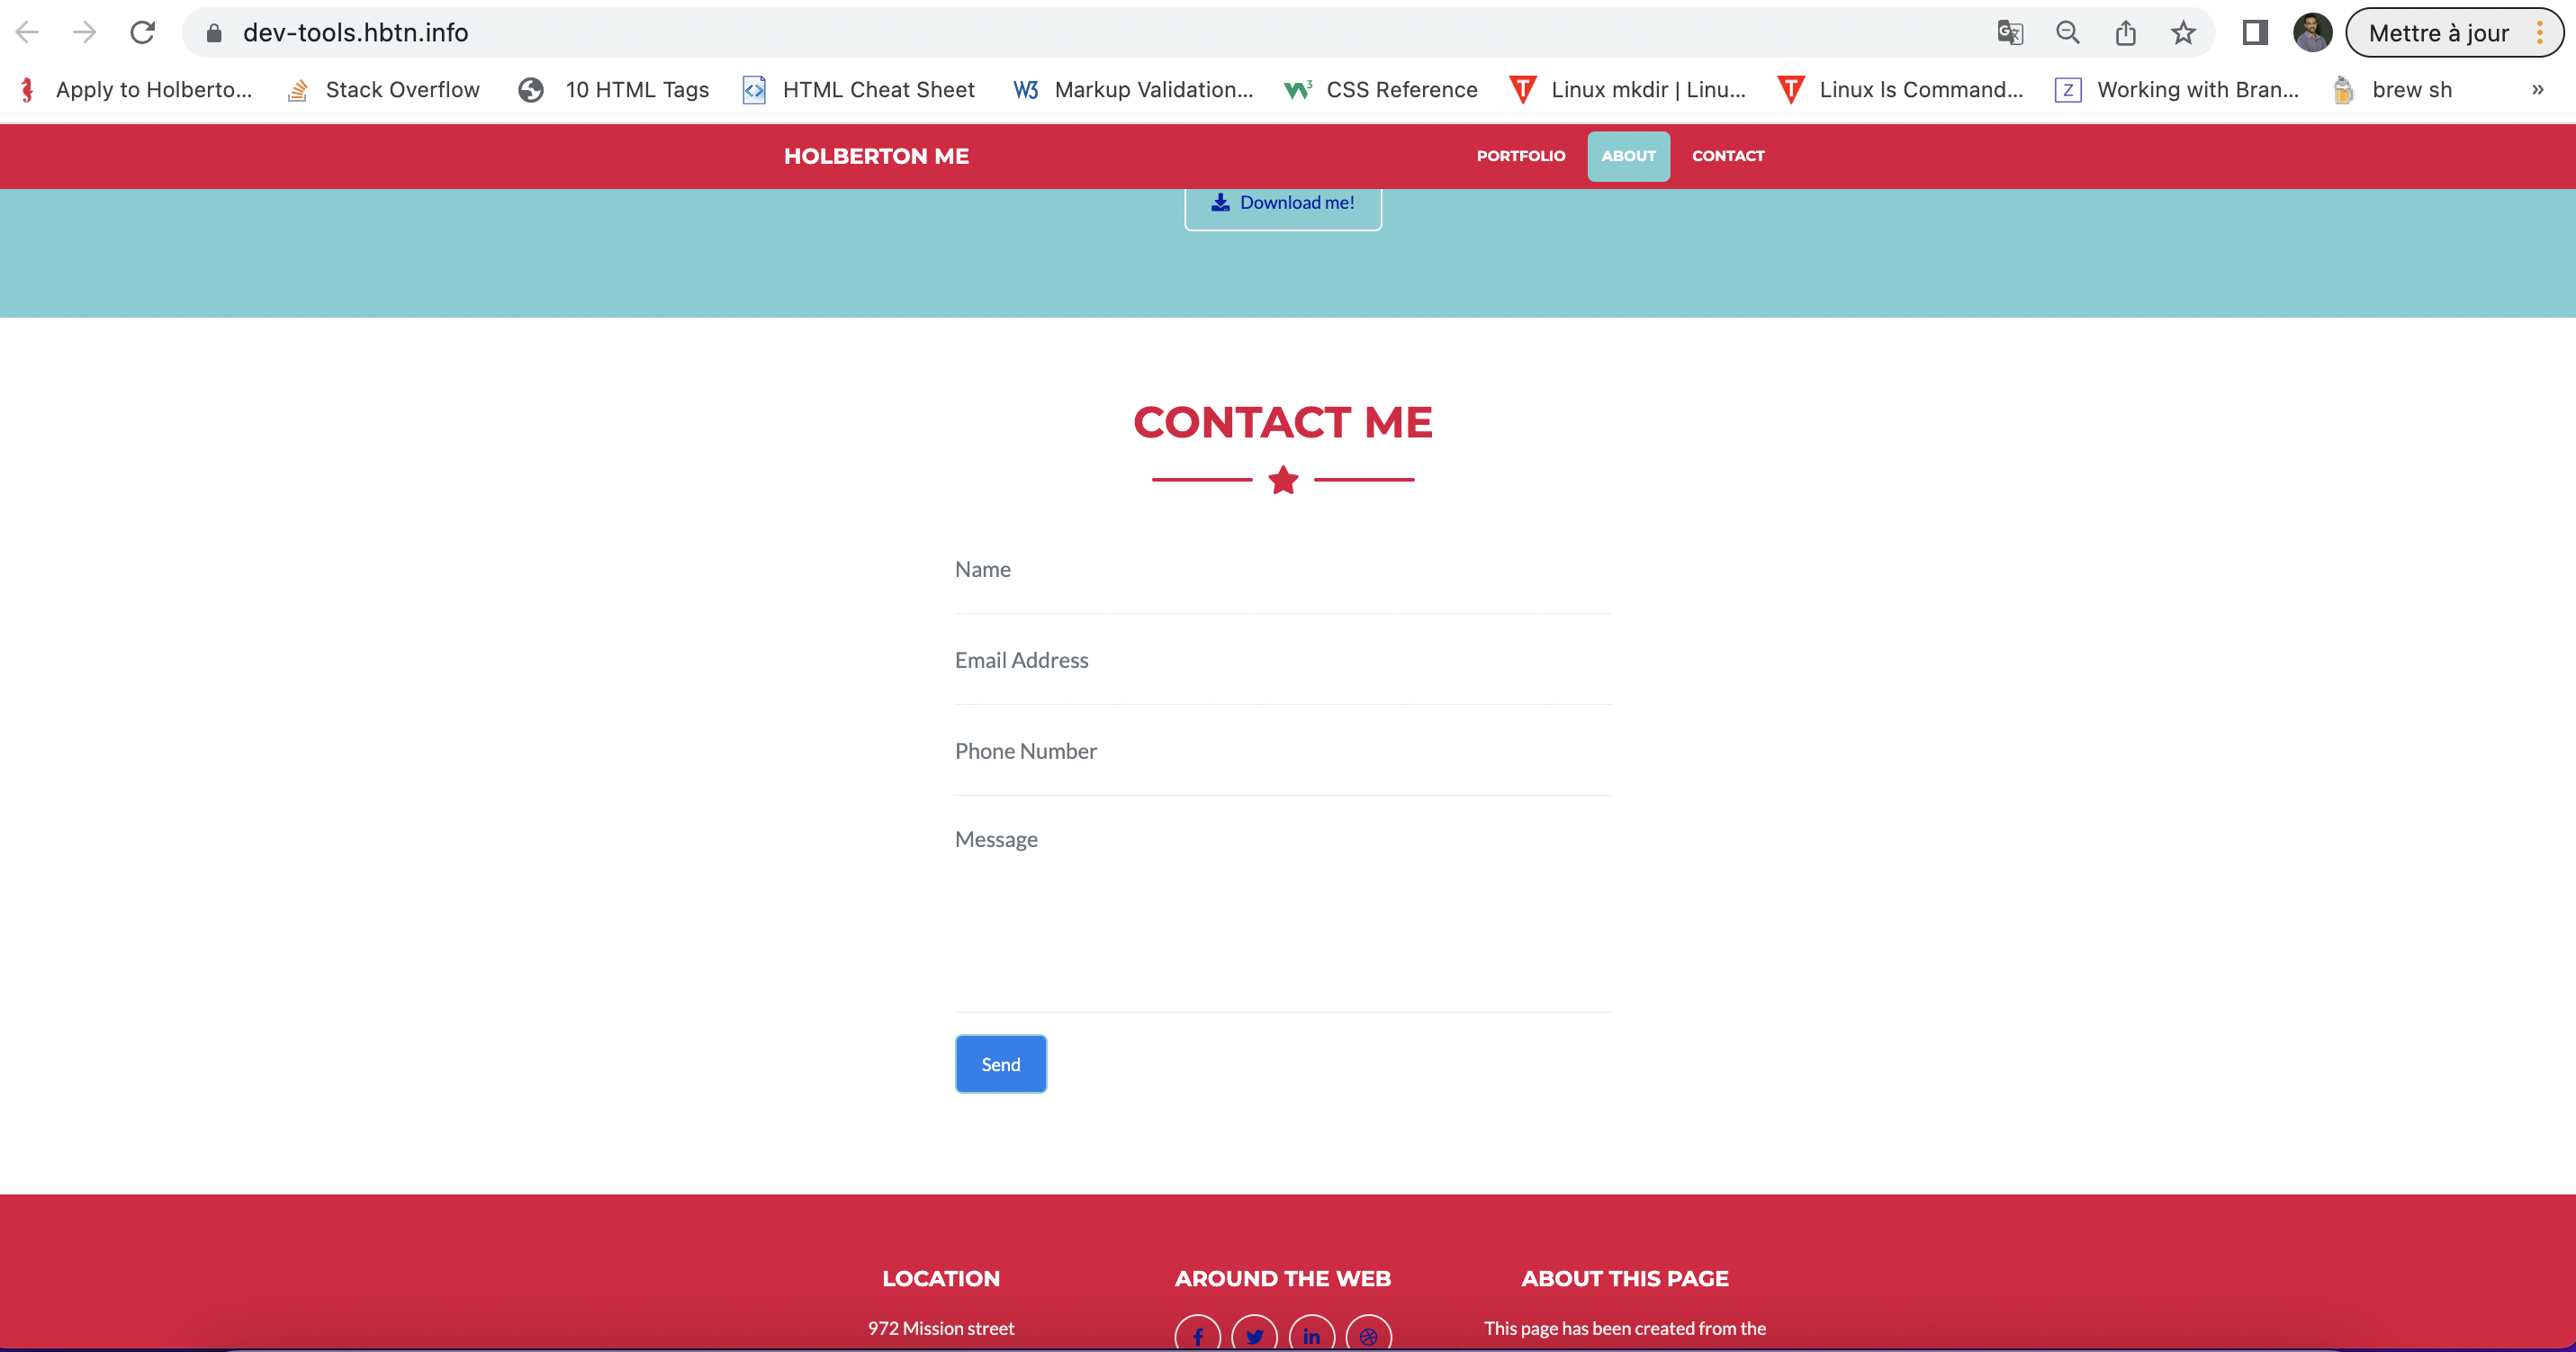 dev-tools.hbtn.info
Mettre à jour
Apply to Holberto... Stack Overflow 10 HTML Tags HTML Cheat Sheet Markup Validation... CSS Reference Linux mkdir | Linu... Linux ls Command... Working with Bran... brew sh »
HOLBERTON ME PORTFOLIO ABOUT CONTACT
Download me!
CONTACT ME
Name
Email Address
Phone Number
Message
Send
LOCATION AROUND THE WEB ABOUT THIS PAGE
972 Mission street This page has been created from the